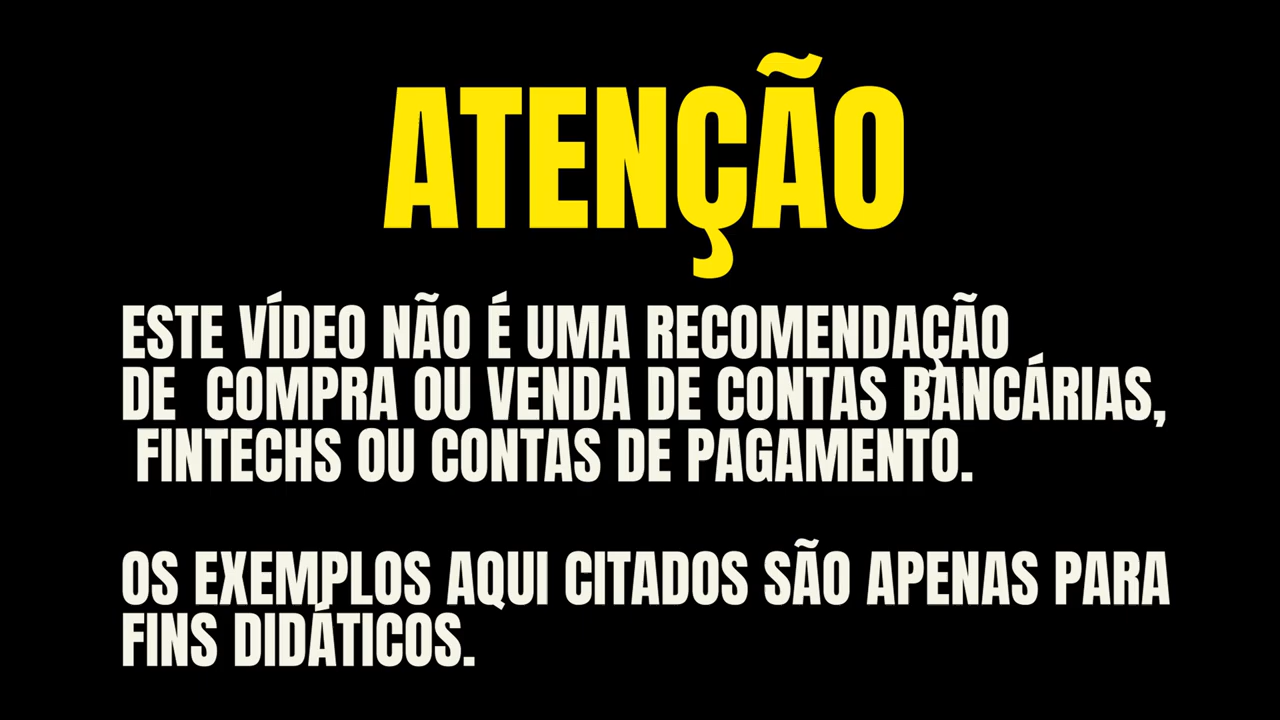 ATENÇÃO
ESTE VÍDEO NÃO É UMA RECOMENDAÇÃO
DE COMPRA OU VENDA DE CONTAS BANCÁRIAS,
FINTECHS OU CONTAS DE PAGAMENTO.
OS EXEMPLOS AQUI CITADOS SÃO APENAS PARA
FINS DIDÁTICOS.